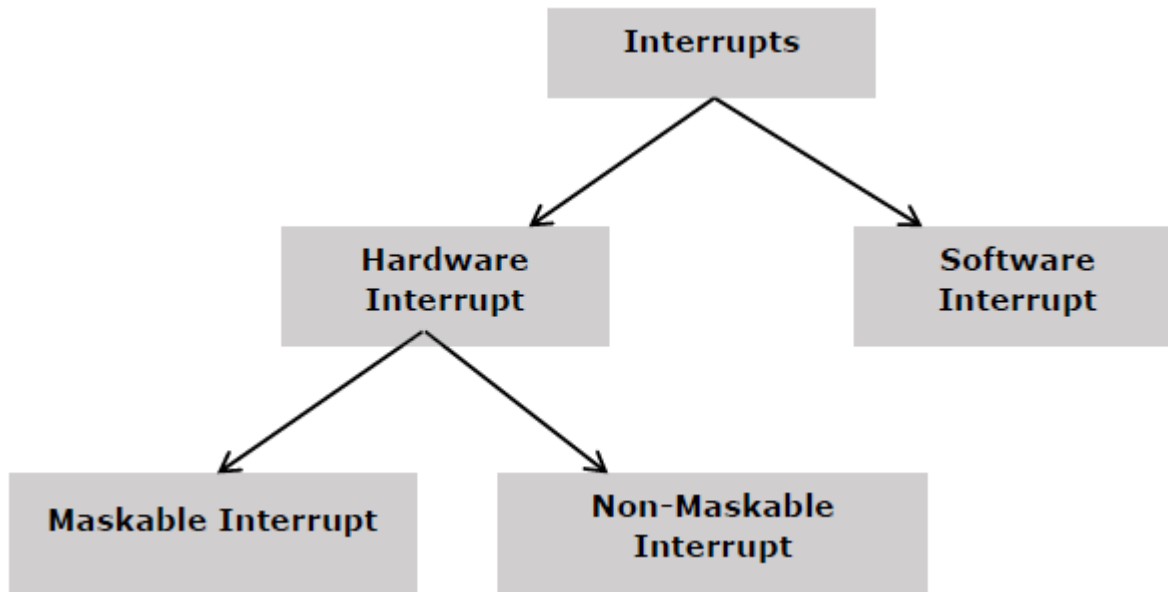 Interrupts
Hardware
Interrupt
Software
Interrupt
Maskable Interrupt
Non-Maskable
Interrupt